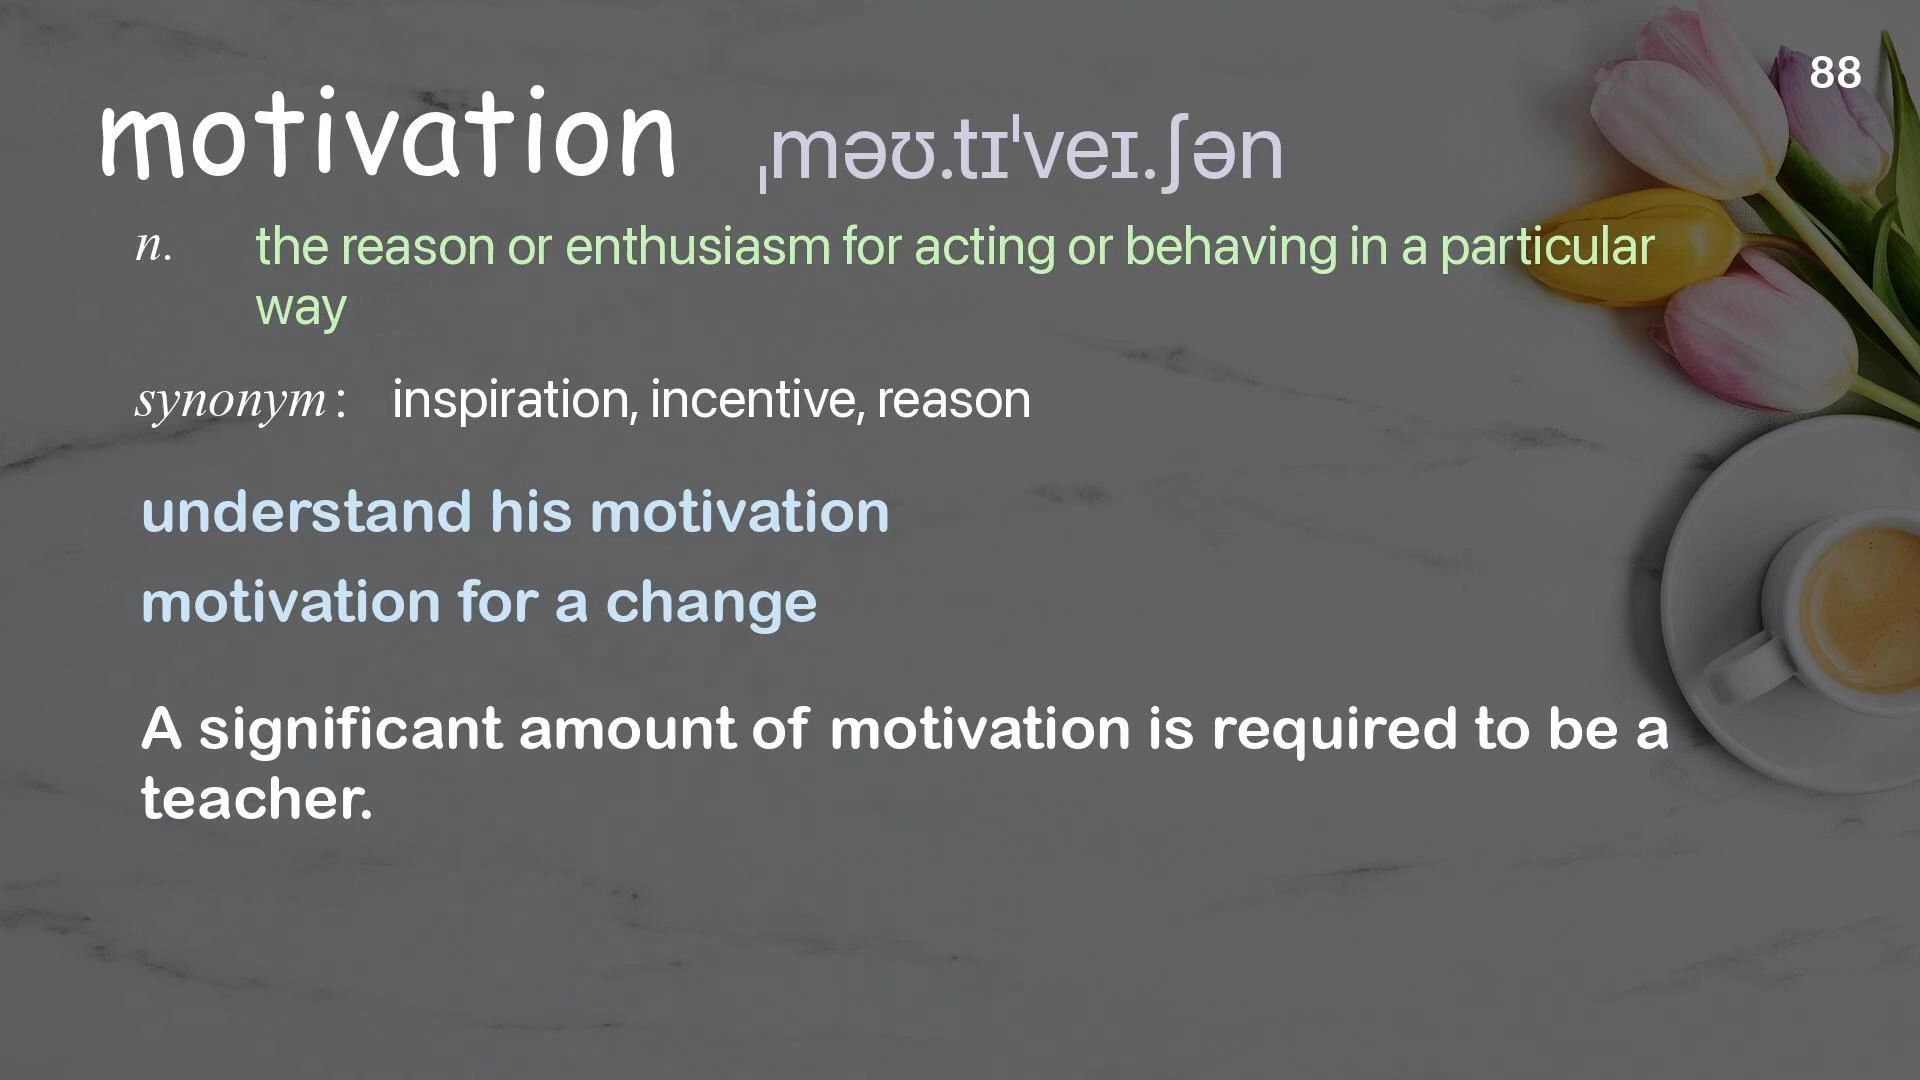 88
motivation ˌməʊ.tɪˈveɪ.ʃən
n. the reason or enthusiasm for acting or behaving in a particular
way
synonym : inspiration, incentive, reason
understand his motivation
motivation for a change
A significant amount of motivation is required to be a
teacher.